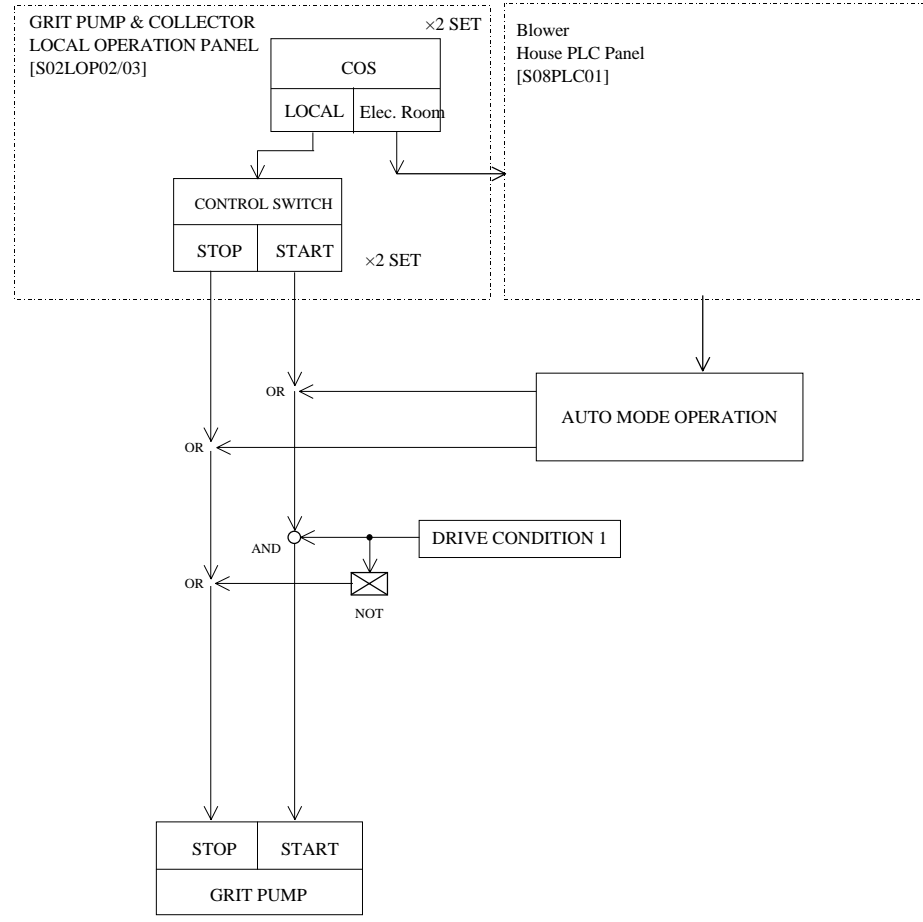 GRIT PUMP & COLLECTOR
LOCAL OPERATION PANEL
[S02LOP02/03]
×2 SET
COS
LOCAL
Elec. Room
CONTROL SWITCH
STOP
START
×2 SET
Blower
House PLC Panel
[S08PLC01]
OR
AUTO MODE OPERATION
OR
AND
DRIVE CONDITION 1
OR
NOT
STOP
START
GRIT PUMP